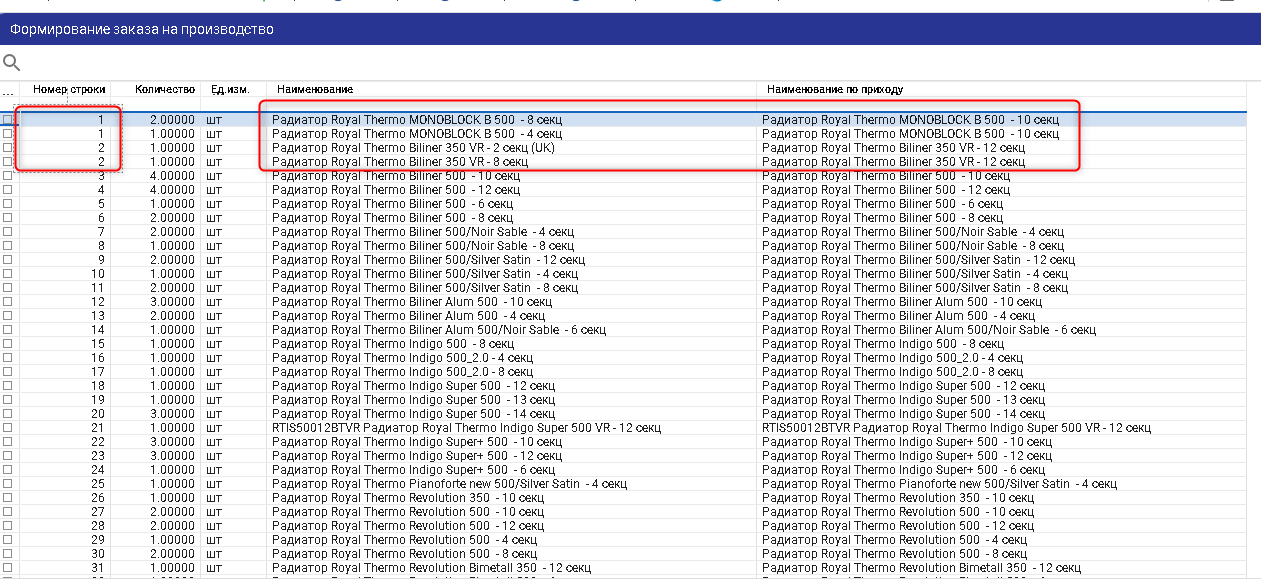 Формирование заказа на производство
... Номер строки Количество Ед.изм. Наименование Наименование по приходу
1 2.00000 шт Радиатор Royal Thermo MONOBLOCK B 500 - 8 секц Радиатор Royal Thermo MONOBLOCK B 500 - 10 секц
1 1.00000 шт Радиатор Royal Thermo MONOBLOCK B 500 - 4 секц Радиатор Royal Thermo MONOBLOCK B 500 - 10 секц
2 1.00000 шт Радиатор Royal Thermo Biliner 350 VR - 2 секц (UK) Радиатор Royal Thermo Biliner 350 VR - 12 секц
2 1.00000 шт Радиатор Royal Thermo Biliner 350 VR - 8 секц Радиатор Royal Thermo Biliner 350 VR - 12 секц
3 4.00000 шт Радиатор Royal Thermo Biliner 500 - 10 секц Радиатор Royal Thermo Biliner 500 - 10 секц
4 4.00000 шт Радиатор Royal Thermo Biliner 500 - 12 секц Радиатор Royal Thermo Biliner 500 - 12 секц
5 1.00000 шт Радиатор Royal Thermo Biliner 500 - 6 секц Радиатор Royal Thermo Biliner 500 - 6 секц
6 2.00000 шт Радиатор Royal Thermo Biliner 500 - 8 секц Радиатор Royal Thermo Biliner 500 - 8 секц
7 2.00000 шт Радиатор Royal Thermo Biliner 500/Noir Sable - 4 секц Радиатор Royal Thermo Biliner 500/Noir Sable - 4 секц
8 1.00000 шт Радиатор Royal Thermo Biliner 500/Noir Sable - 8 секц Радиатор Royal Thermo Biliner 500/Noir Sable - 8 секц
9 2.00000 шт Радиатор Royal Thermo Biliner 500/Silver Satin - 12 секц Радиатор Royal Thermo Biliner 500/Silver Satin - 12 секц
10 1.00000 шт Радиатор Royal Thermo Biliner 500/Silver Satin - 4 секц Радиатор Royal Thermo Biliner 500/Silver Satin - 4 секц
11 2.00000 шт Радиатор Royal Thermo Biliner 500/Silver Satin - 8 секц Радиатор Royal Thermo Biliner 500/Silver Satin - 8 секц
12 3.00000 шт Радиатор Royal Thermo Biliner Alum 500 - 10 секц Радиатор Royal Thermo Biliner Alum 500 - 10 секц
13 2.00000 шт Радиатор Royal Thermo Biliner Alum 500 - 4 секц Радиатор Royal Thermo Biliner Alum 500 - 4 секц
14 1.00000 шт Радиатор Royal Thermo Biliner Alum 500/Noir Sable - 6 секц Радиатор Royal Thermo Biliner Alum 500/Noir Sable - 6 секц
15 1.00000 шт Радиатор Royal Thermo Indigo 500 - 8 секц Радиатор Royal Thermo Indigo 500 - 8 секц
16 1.00000 шт Радиатор Royal Thermo Indigo 500_2.0 - 4 секц Радиатор Royal Thermo Indigo 500_2.0 - 4 секц
17 1.00000 шт Радиатор Royal Thermo Indigo 500_2.0 - 8 секц Радиатор Royal Thermo Indigo 500_2.0 - 8 секц
18 1.00000 шт Радиатор Royal Thermo Indigo Super 500 - 12 секц Радиатор Royal Thermo Indigo Super 500 - 12 секц
19 1.00000 шт Радиатор Royal Thermo Indigo Super 500 - 13 секц Радиатор Royal Thermo Indigo Super 500 - 13 секц
20 3.00000 шт Радиатор Royal Thermo Indigo Super 500 - 14 секц Радиатор Royal Thermo Indigo Super 500 - 14 секц
21 1.00000 шт RTIS50012BTVR Радиатор Royal Thermo Indigo Super 500 VR - 12 секц RTIS50012BTVR Радиатор Royal Thermo Indigo Super 500 VR - 12 секц
22 3.00000 шт Радиатор Royal Thermo Indigo Super+ 500 - 10 секц Радиатор Royal Thermo Indigo Super+ 500 - 10 секц
23 3.00000 шт Радиатор Royal Thermo Indigo Super+ 500 - 12 секц Радиатор Royal Thermo Indigo Super+ 500 - 12 секц
24 1.00000 шт Радиатор Royal Thermo Indigo Super+ 500 - 6 секц Радиатор Royal Thermo Indigo Super+ 500 - 6 секц
25 1.00000 шт Радиатор Royal Thermo Pianoforte new 500/Silver Satin - 4 секц Радиатор Royal Thermo Pianoforte new 500/Silver Satin - 4 секц
26 1.00000 шт Радиатор Royal Thermo Revolution 350 - 10 секц Радиатор Royal Thermo Revolution 350 - 10 секц
27 2.00000 шт Радиатор Royal Thermo Revolution 500 - 10 секц Радиатор Royal Thermo Revolution 500 - 10 секц
28 2.00000 шт Радиатор Royal Thermo Revolution 500 - 12 секц Радиатор Royal Thermo Revolution 500 - 12 секц
29 1.00000 шт Радиатор Royal Thermo Revolution 500 - 4 секц Радиатор Royal Thermo Revolution 500 - 4 секц
30 2.00000 шт Радиатор Royal Thermo Revolution 500 - 8 секц Радиатор Royal Thermo Revolution 500 - 8 секц
31 1.00000 шт Радиатор Royal Thermo Revolution Bimetall 350 - 12 секц Радиатор Royal Thermo Revolution Bimetall 350 - 12 секц